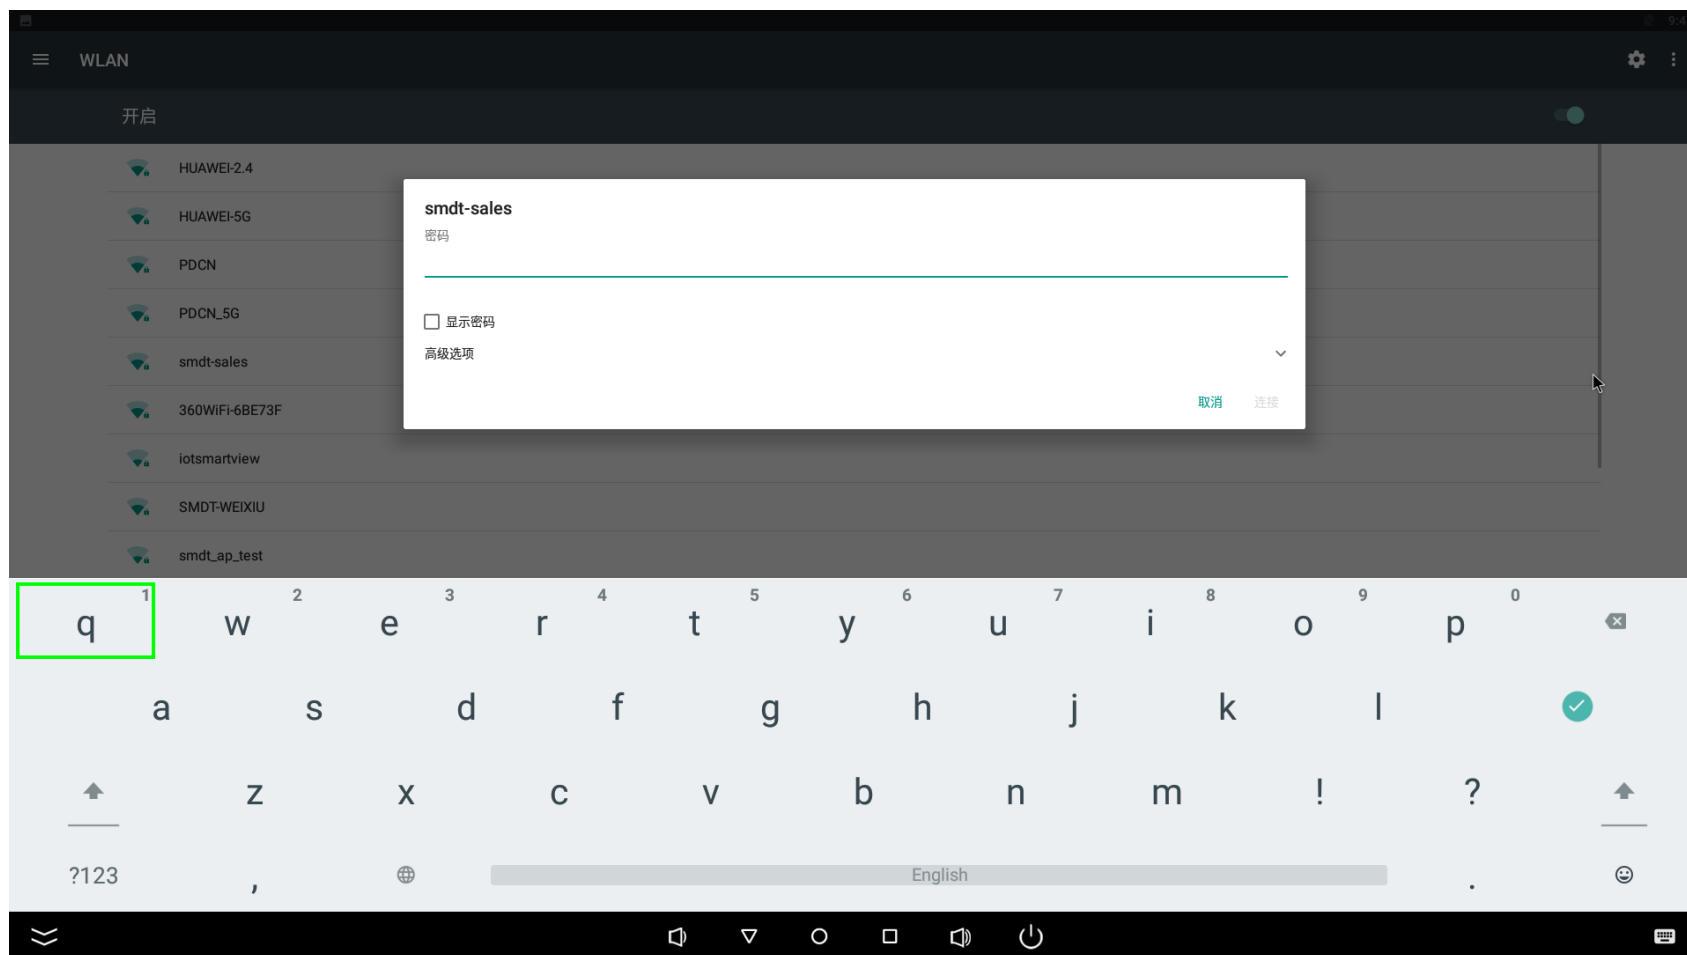 9:4
WLAN
开启
HUAWEI-2.4
HUAWEI-5G
PDCN
PDCN_5G
smdt-sales
360WiFi-6BE73F
iotsmartview
SMDT-WEIXIU
smdt_ap_test
smdt-sales
密码
显示密码
高级选项
取消 连接
1 2 3 4 5 6 7 8 9 0
q w e r t y u i o p
a s d f g h j k l
z x c v b n m ! ?
?123 , English .